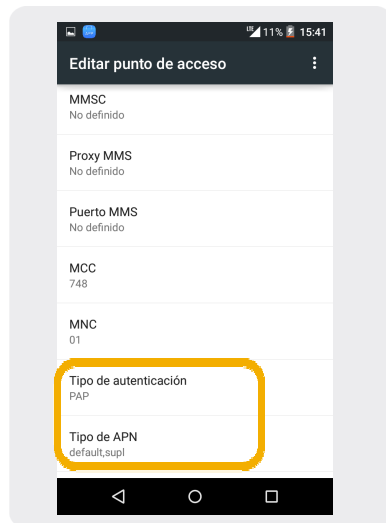 LTE 11% 15:41
Editar punto de acceso
MMSC
No definido
Proxy MMS
No definido
Puerto MMS
No definido
MCC
748
MNC
01
Tipo de autenticación
PAP
Tipo de APN
default,supl